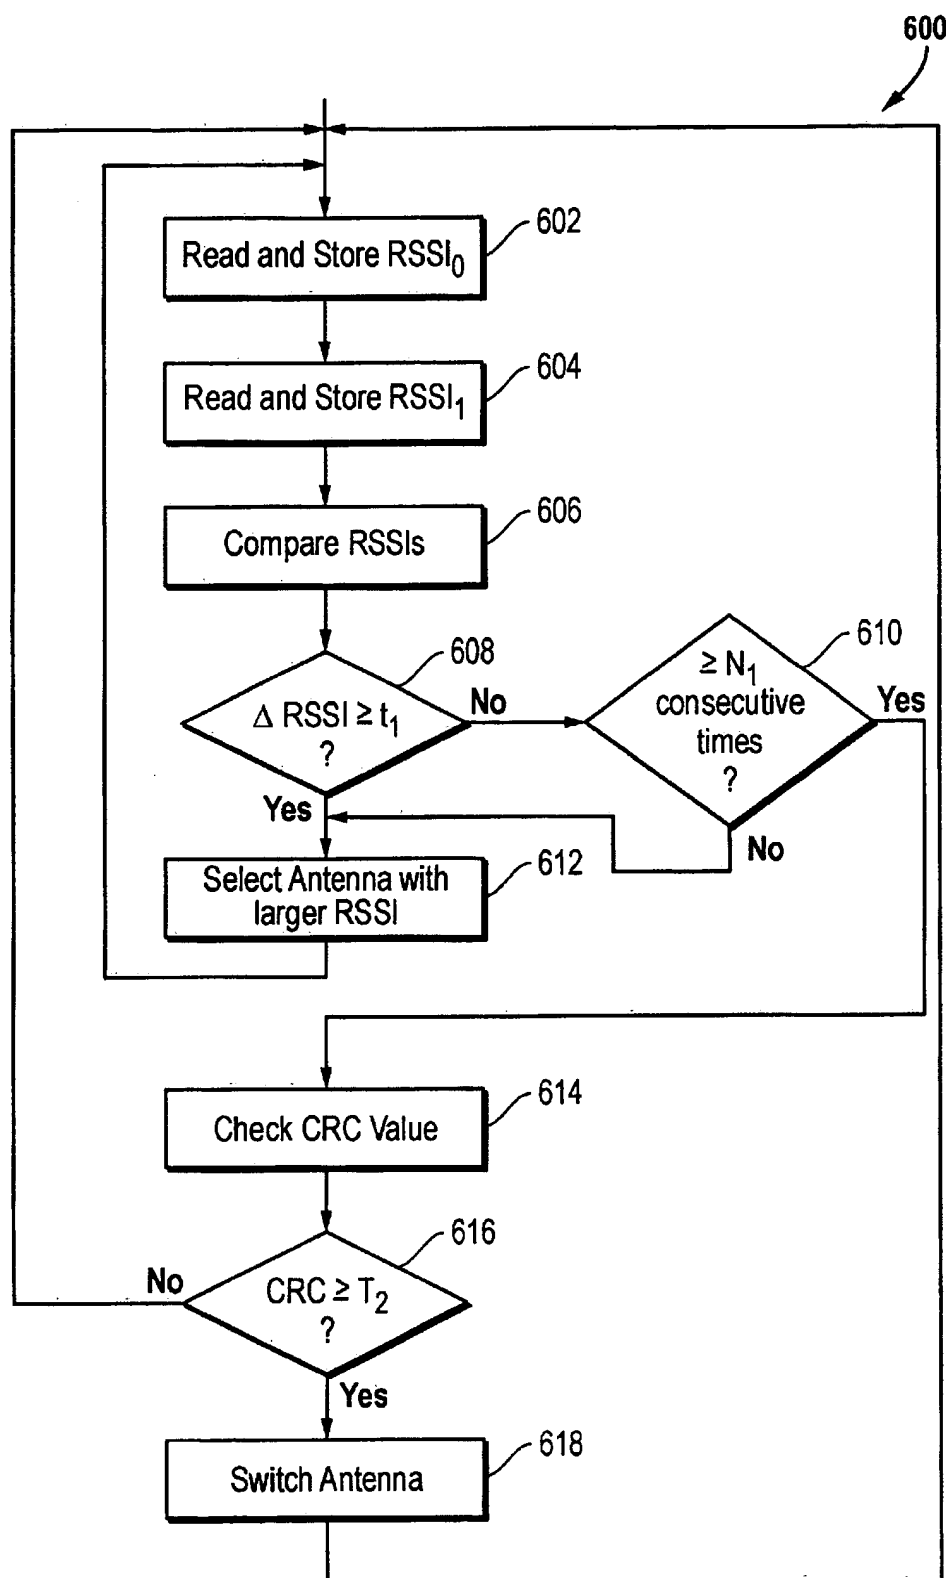 600
Read and Store RSSI0
602
Read and Store RSSI1
604
Compare RSSIs
606
Δ RSSI ≥ t1
?
608
No
Yes
≥ N1
consecutive
times
?
610
Yes
No
Select Antenna with
larger RSSI
612
Check CRC Value
614
CRC ≥ T2
?
616
No
Yes
Switch Antenna
618